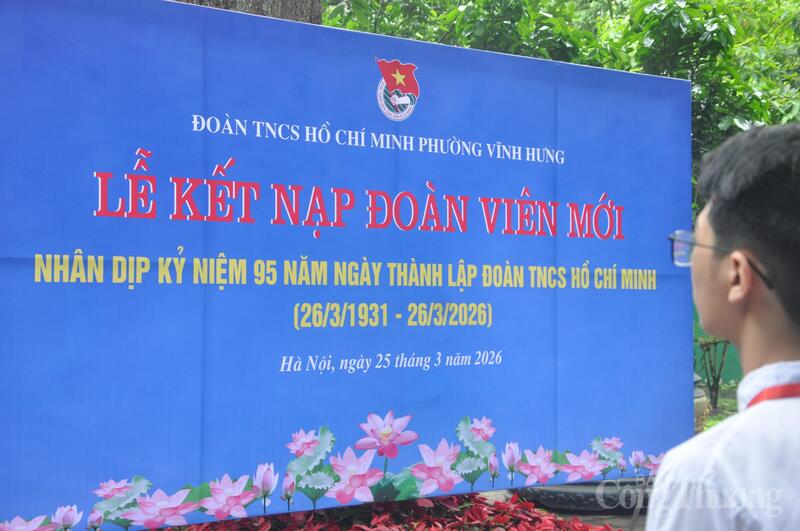 ĐOÀN TNCS HỒ CHÍ MINH PHƯỜNG VĨNH HƯNG
LỄ KẾT NẠP ĐOÀN VIÊN MỚI
NHÂN DỊP KỶ NIỆM 95 NĂM NGÀY THÀNH LẬP ĐOÀN TNCS HỒ CHÍ MINH
(26/3/1931 - 26/3/2026)
Hà Nội, ngày 25 tháng 3 năm 2026
Công Thương